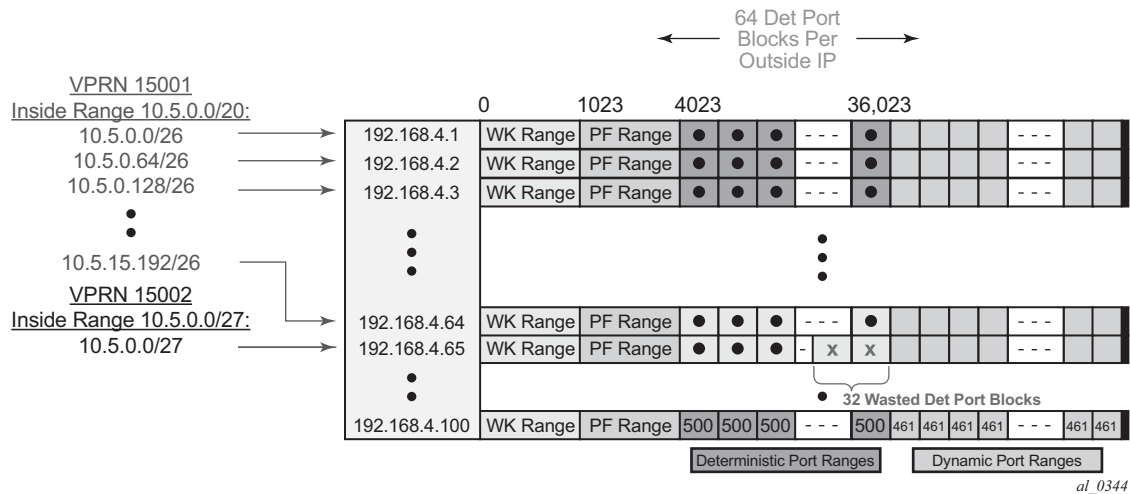 64 Det Port
Blocks Per
Outside IP
VPRN 15001
Inside Range 10.5.0.0/20:
0 1023 4023 36,023
10.5.0.0/26 192.168.4.1 WK Range PF Range - - - - - -
10.5.0.64/26 192.168.4.2 WK Range PF Range - - - - - -
10.5.0.128/26 192.168.4.3 WK Range PF Range - - - - - -
10.5.15.192/26
VPRN 15002
Inside Range 10.5.0.0/27:
192.168.4.64 WK Range PF Range - - - - - -
10.5.0.0/27 192.168.4.65 WK Range PF Range - x x - - -
32 Wasted Det Port Blocks
192.168.4.100 WK Range PF Range 500 500 500 - - - 500 461 461 461 461 - - - 461 461
Deterministic Port Ranges Dynamic Port Ranges
al_0344